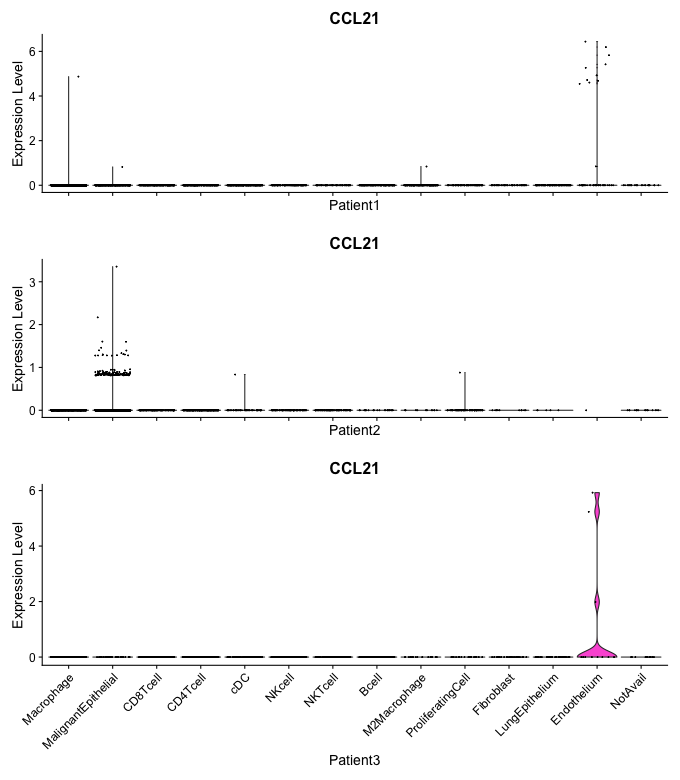 CCL21
Expression Level
6
4
2
0
Patient1
CCL21
Expression Level
3
2
1
0
Patient2
CCL21
Expression Level
6
4
2
0
Macrophage
MalignantEpithelial
CD8Tcell
CD4Tcell
cDC
NKcell
NKTcell
Bcell
M2Macrophage
ProliferatingCell
Fibroblast
LungEpithelium
Endothelium
NotAvail
Patient3